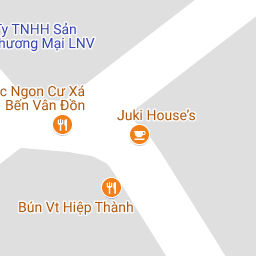 Ty TNHH Sản
hương Mại LNV
c Ngon Cư Xá
Bến Vân Đồn
Juki House's
Bún Vt Hiệp Thành